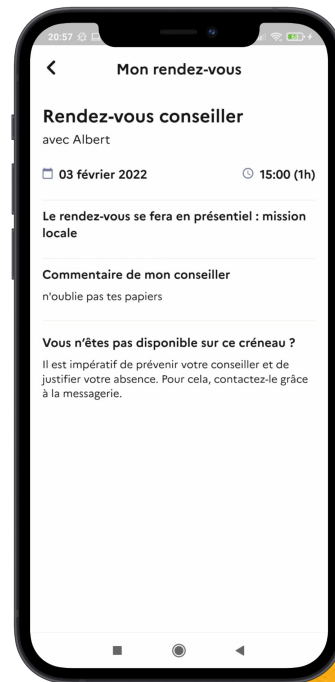 20:57
Mon rendez-vous
Rendez-vous conseiller
avec Albert
03 février 2022 15:00 (1h)
Le rendez-vous se fera en présentiel : mission
locale
Commentaire de mon conseiller
n'oublie pas tes papiers
Vous n'êtes pas disponible sur ce créneau ?
Il est impératif de prévenir votre conseiller et de
justifier votre absence. Pour cela, contactez-le grâce
à la messagerie.